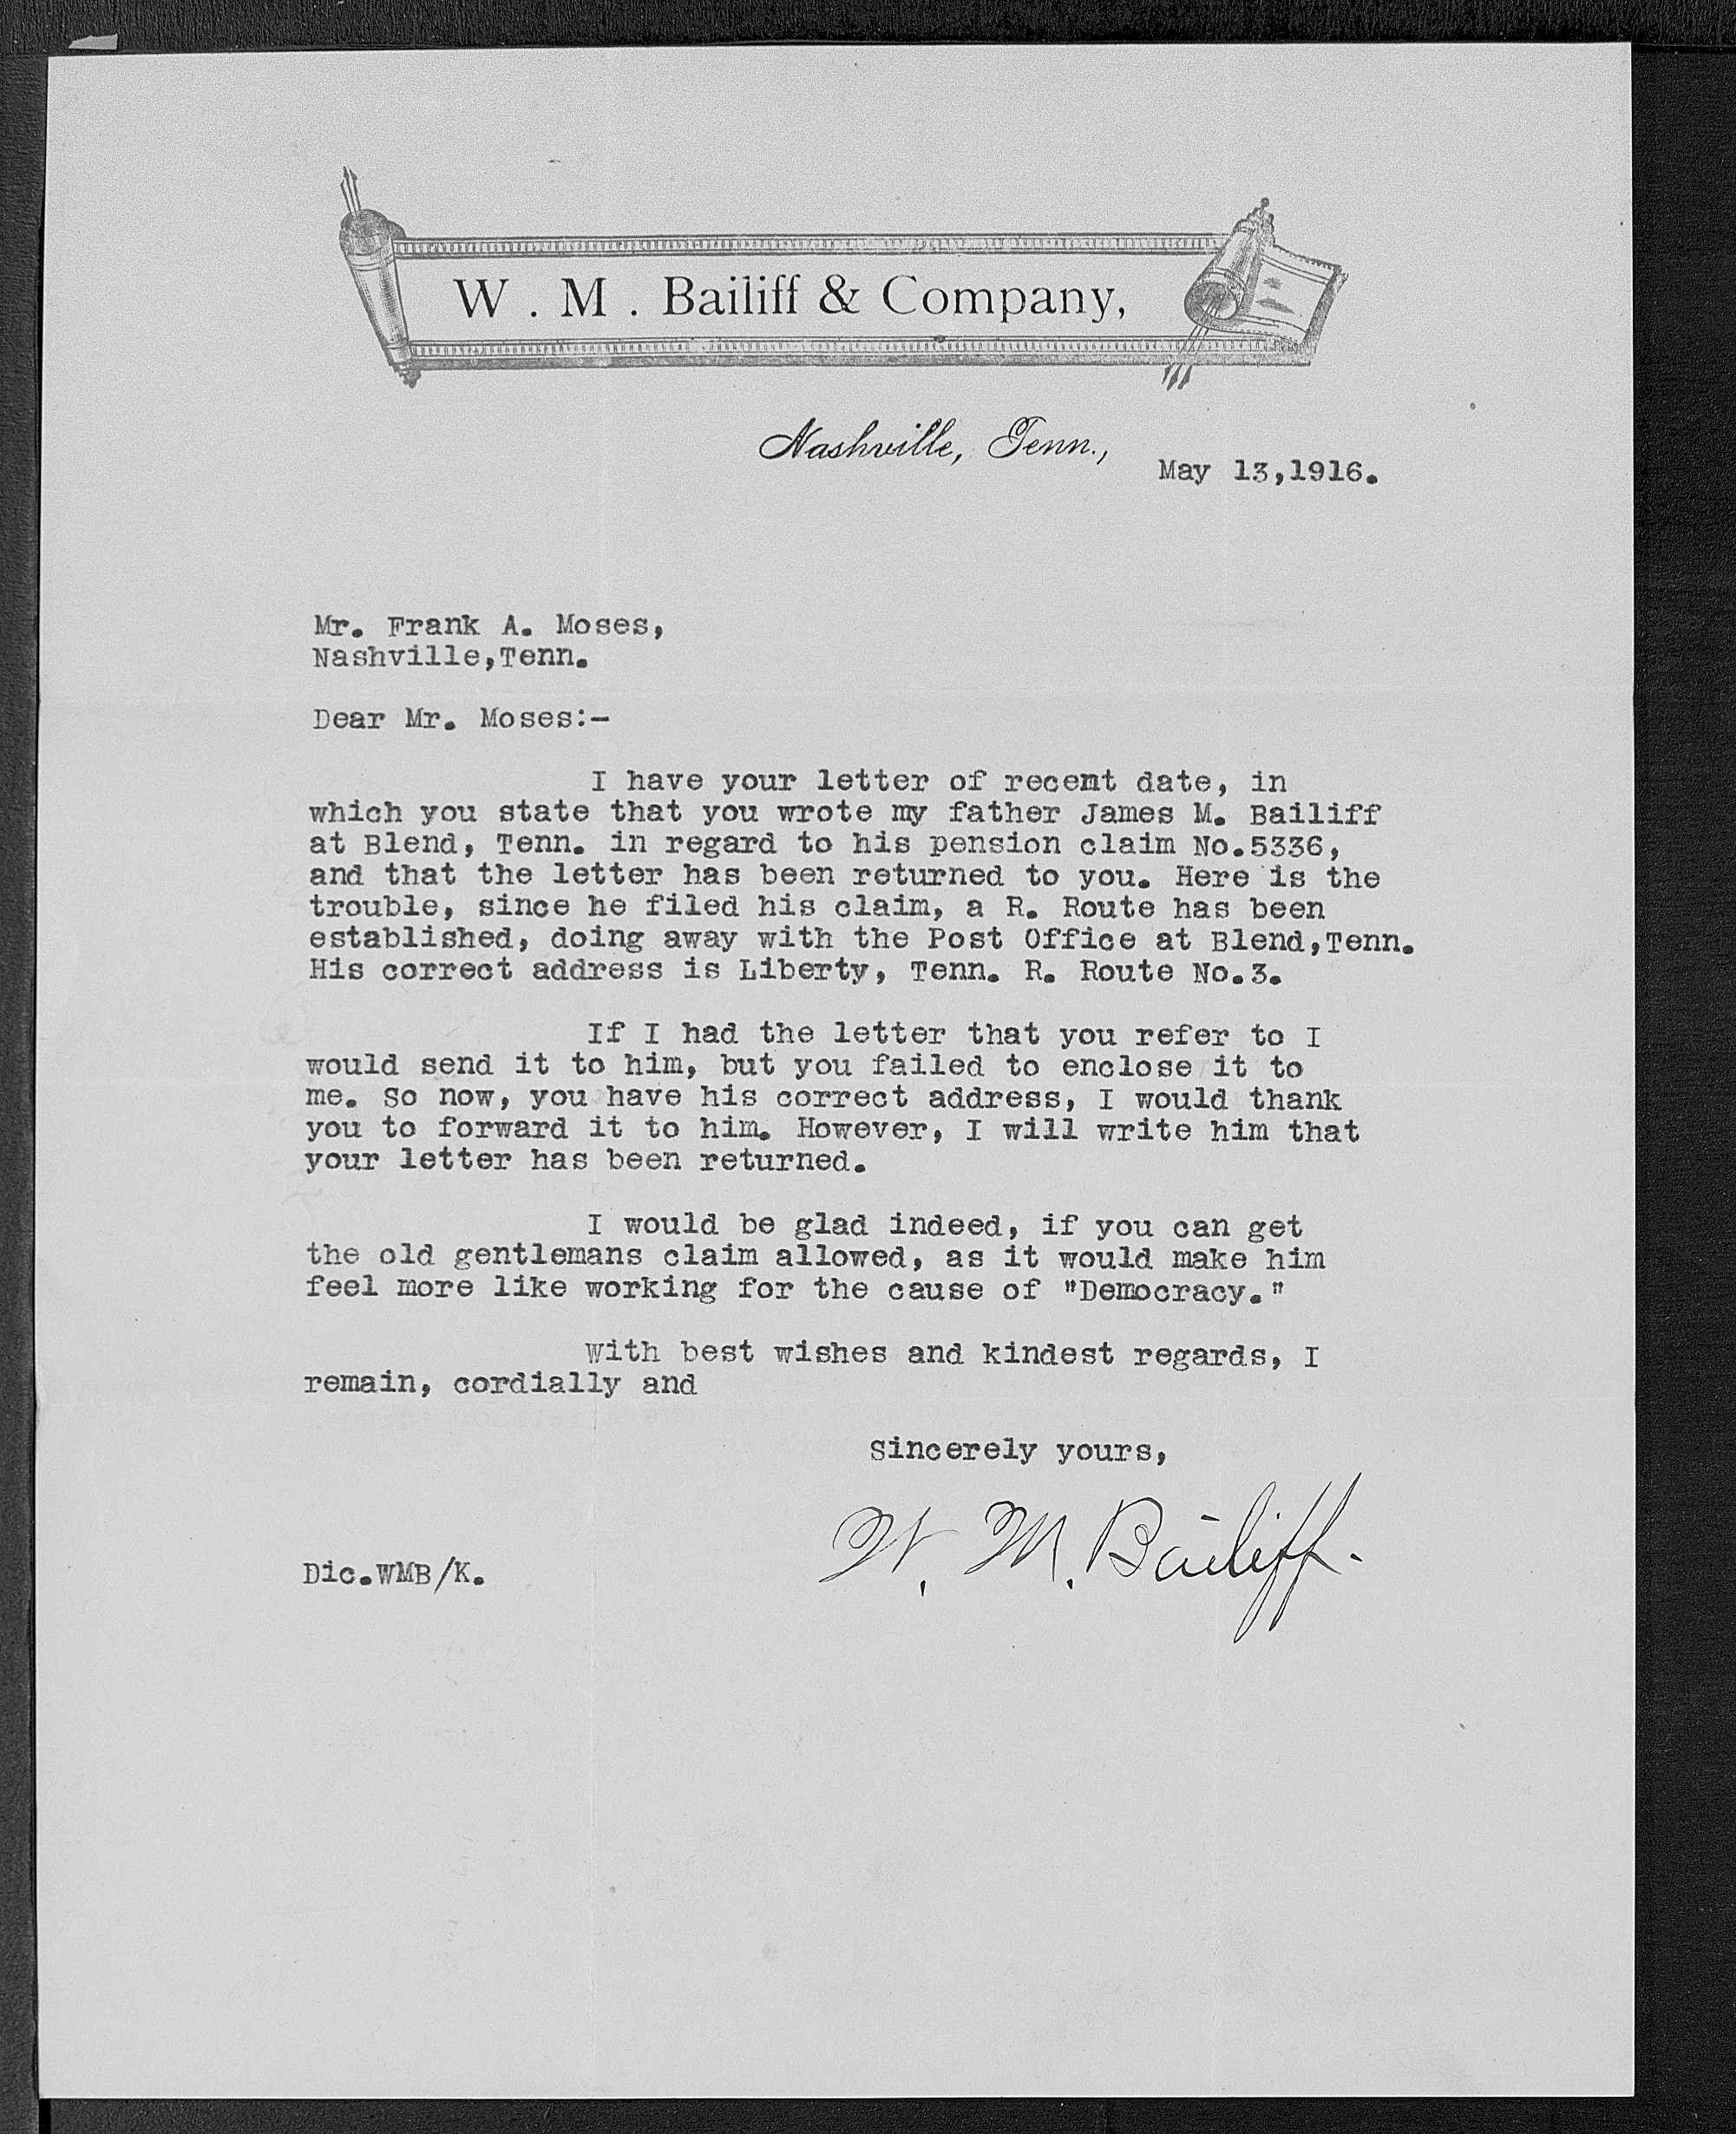 W. M. Bailiff & Company,
Nashville, Tenn., May 13,1916.
Mr. Frank A. Moses,
Nashville,Tenn.
Dear Mr. Moses:-
I have your letter of recent date, in
which you state that you wrote my father James M. Bailiff
at Blend, Tenn. in regard to his pension claim No.5336,
and that the letter has been returned to you. Here is the
trouble, since he filed his claim, a R. Route has been
established, doing away with the Post Office at Blend,Tenn.
His correct address is Liberty, Tenn. R. Route No.3.
If I had the letter that you refer to I
would send it to him, but you failed to enclose it to
me. So now, you have his correct address, I would thank
you to forward it to him. However, I will write him that
your letter has been returned.
I would be glad indeed, if you can get
the old gentlemans claim allowed, as it would make him
feel more like working for the cause of "Democracy."
With best wishes and kindest regards, I
remain, cordially and
Sincerely yours,
W. M. Bailiff.
Dic.WMB/K.